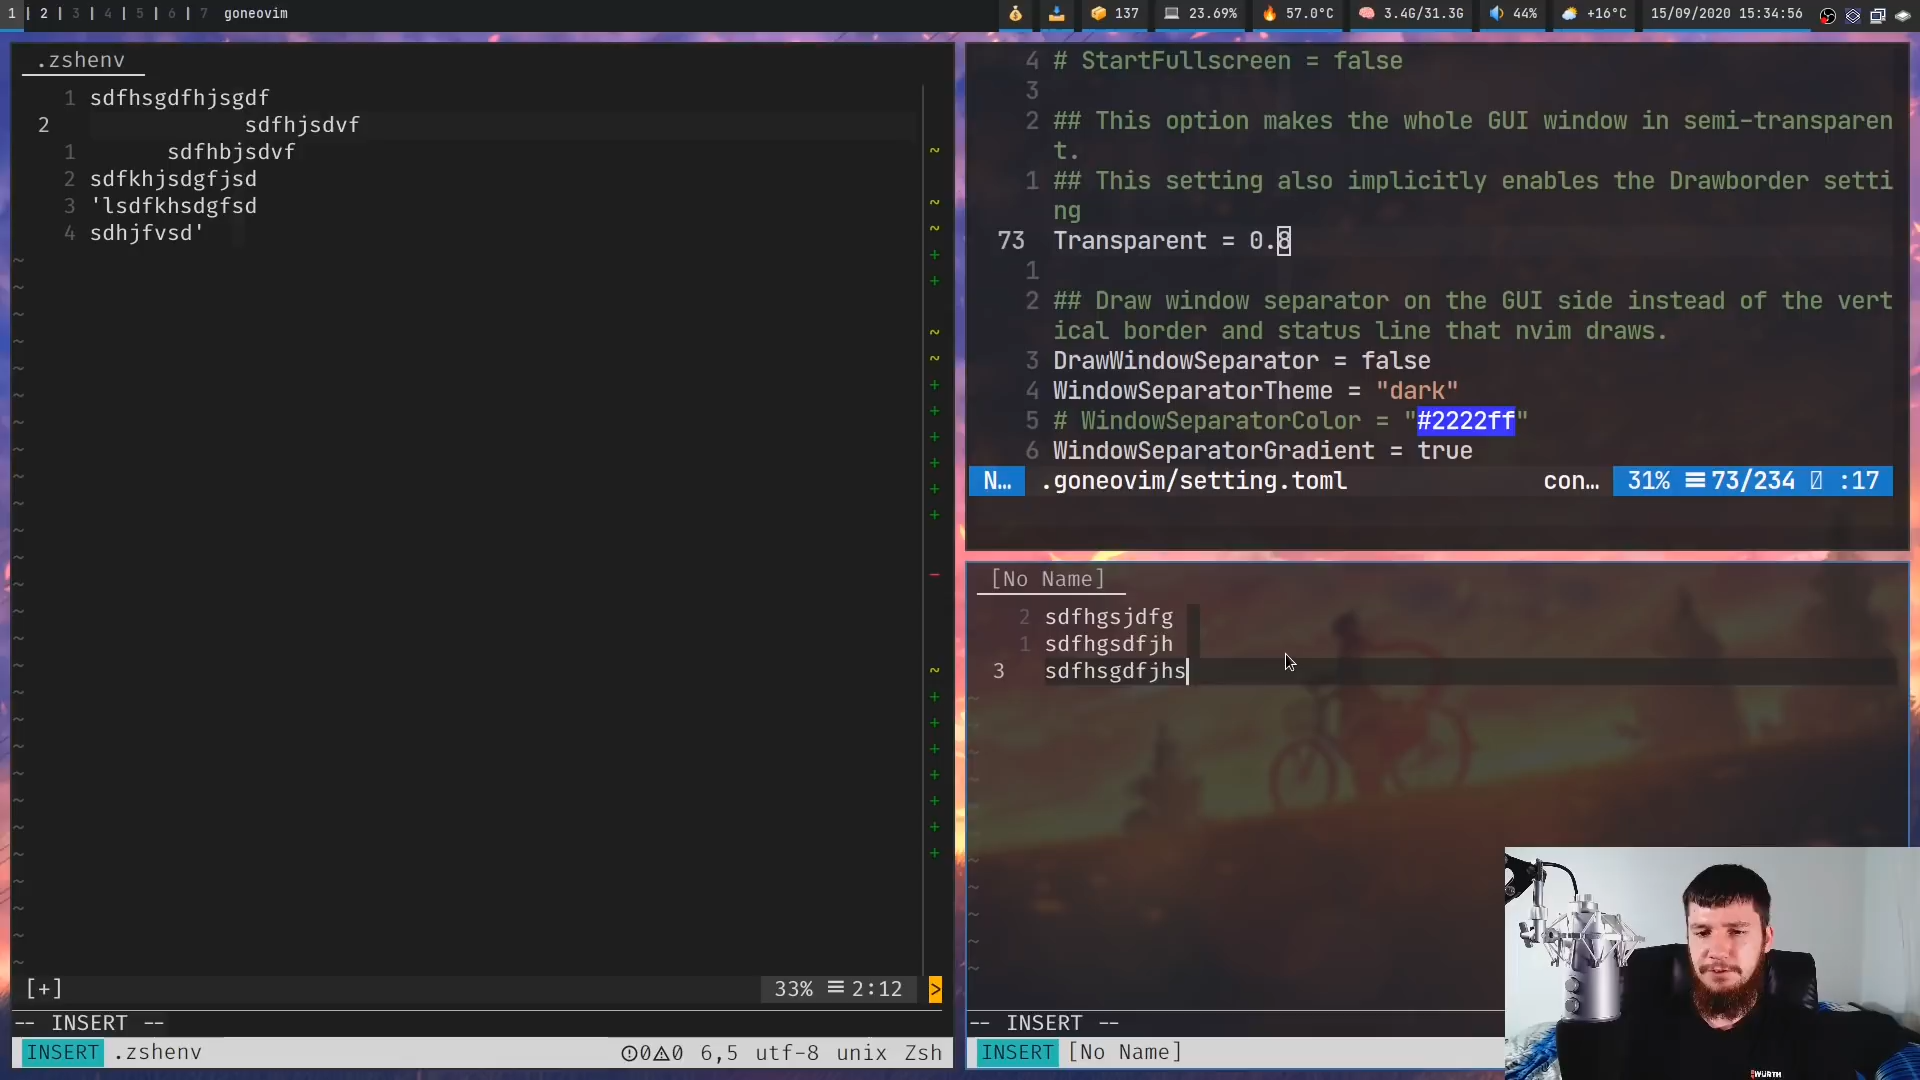 1 | 2 | 3 | 4 | 5 | 6 | 7 goneovim
137 23.69% 57.0°C 3.4G/31.3G 44% +16°C 15/09/2020 15:34:56
.zshenv
1 sdfhsgdfhjsgdf
2 sdfhjsdvf
1 sdfhbjsdvf
2 sdfkhjsdgfjsd
3 'lsdfkhsdgfsd
4 sdhjfvsd'
[+] 33% ☰ 2:12 >
-- INSERT --
INSERT .zshenv 0 0 6,5 utf-8 unix Zsh
4 # StartFullscreen = false
3
2 ## This option makes the whole GUI window in semi-transparen
t.
1 ## This setting also implicitly enables the Drawborder setti
ng
73 Transparent = 0.8
1
2 ## Draw window separator on the GUI side instead of the vert
ical border and status line that nvim draws.
3 DrawWindowSeparator = false
4 WindowSeparatorTheme = "dark"
5 # WindowSeparatorColor = "#2222ff"
6 WindowSeparatorGradient = true
N… .goneovim/setting.toml con… 31% ☰ 73/234 :17
[No Name]
2 sdfhgsjdfg
1 sdfhgsdfjh
3 sdfhsgdfjhs
-- INSERT --
INSERT [No Name]
WÜRTH